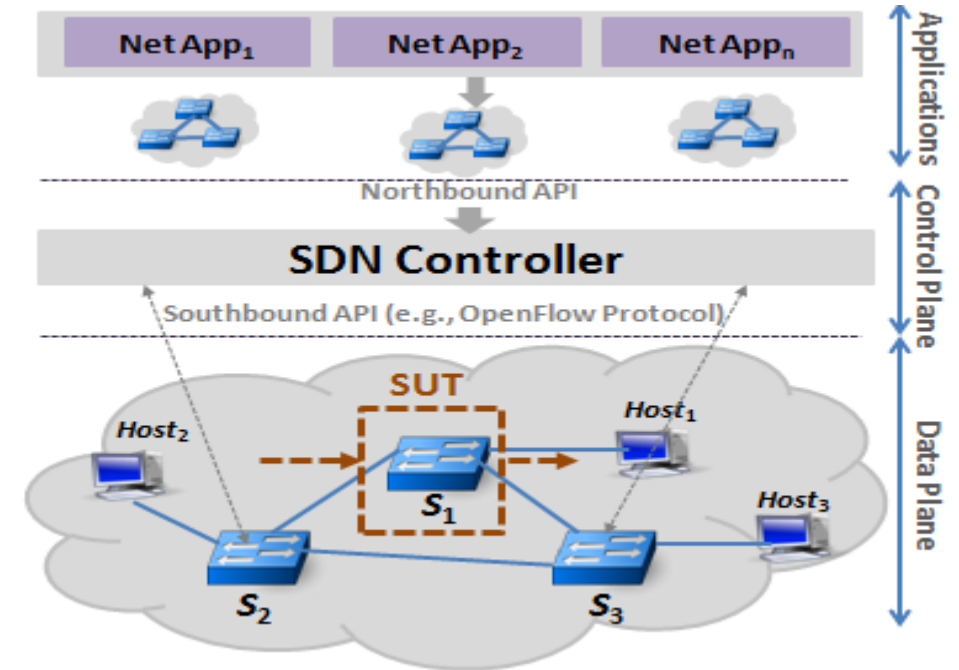 Net App₁
Net App₂
Net Appₙ
Applications
Northbound API
Control Plane
SDN Controller
Southbound API (e.g., OpenFlow Protocol)
SUT
Host₂
Host₁
Data Plane
S₁
Host₃
S₂
S₃